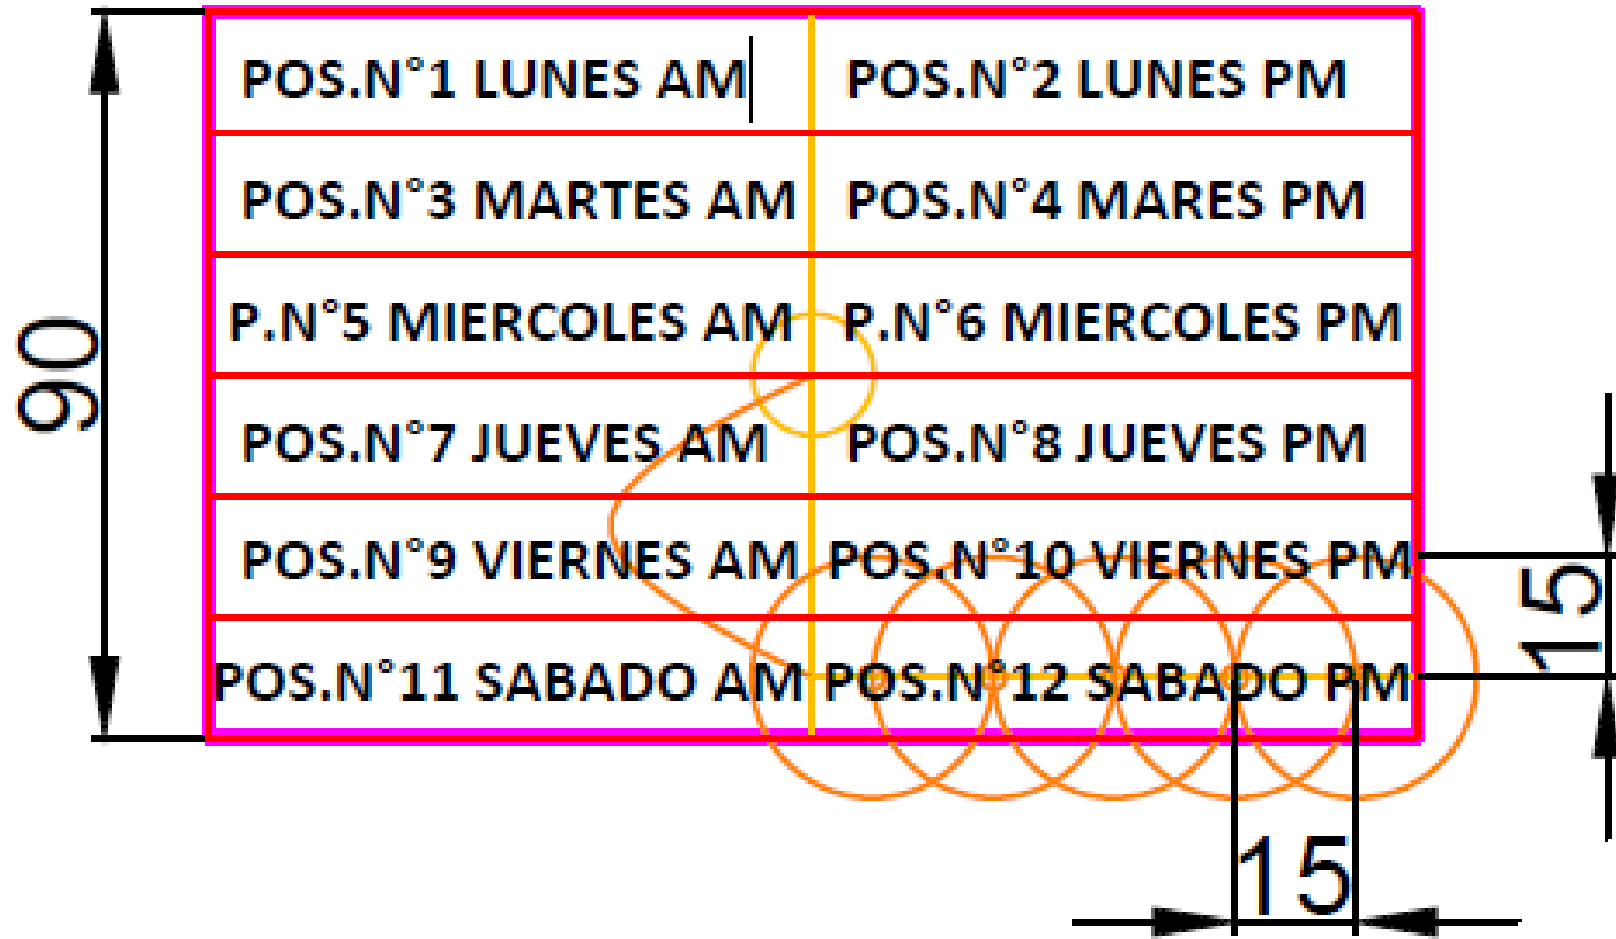 POS.N°1 LUNES AM POS.N°2 LUNES PM
POS.N°3 MARTES AM POS.N°4 MARES PM
P.N°5 MIERCOLES AM P.N°6 MIERCOLES PM
90
POS.N°7 JUEVES AM POS.N°8 JUEVES PM
POS.N°9 VIERNES AM POS.N°10 VIERNES PM
15
POS.N°11 SABADO AM POS.N°12 SABADO PM
15